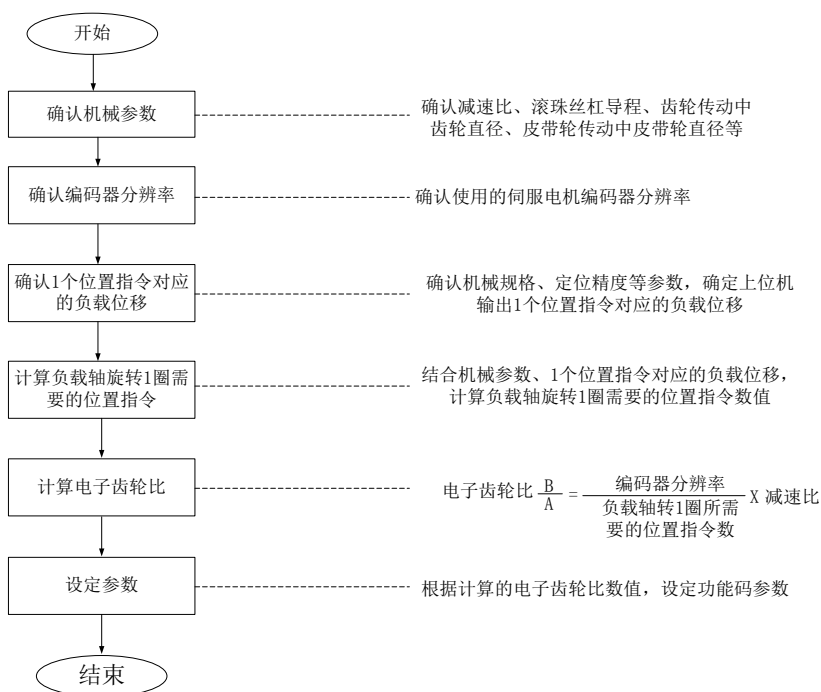 开始
确认机械参数
确认减速比、滚珠丝杠导程、齿轮传动中
齿轮直径、皮带轮传动中皮带轮直径等
确认编码器分辨率
确认使用的伺服电机编码器分辨率
确认1个位置指令对应
的负载位移
确认机械规格、定位精度等参数，确定上位机
输出1个位置指令对应的负载位移
计算负载轴旋转1圈需
要的位置指令
结合机械参数、1个位置指令对应的负载位移，
计算负载轴旋转1圈需要的位置指令数值
计算电子齿轮比
电子齿轮比 B/A = 编码器分辨率 / 负载轴转1圈所需要的位置指令数 X 减速比
设定参数
根据计算的电子齿轮比数值，设定功能码参数
结束